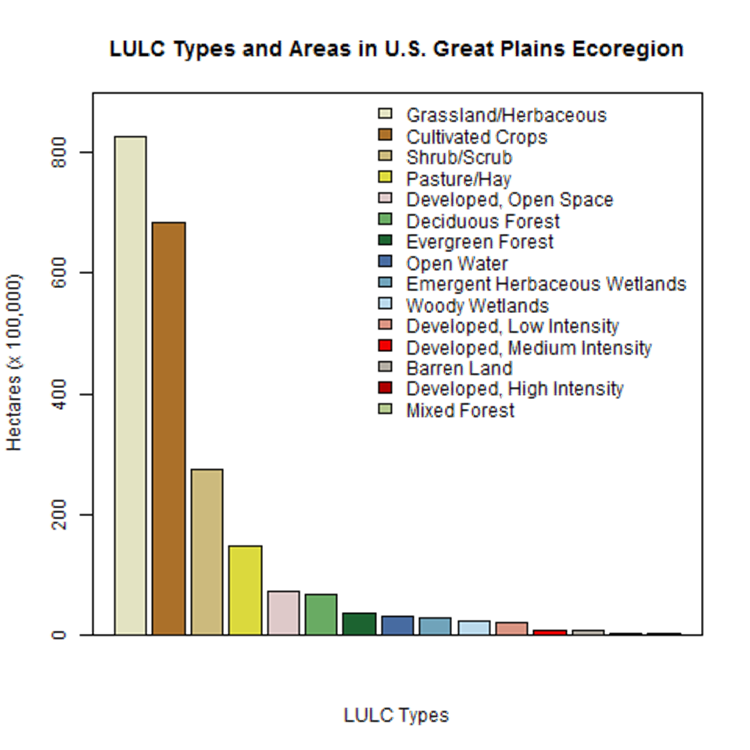 LULC Types and Areas in U.S. Great Plains Ecoregion
Grassland/Herbaceous
Cultivated Crops
Shrub/Scrub
Pasture/Hay
Developed, Open Space
Deciduous Forest
Evergreen Forest
Open Water
Emergent Herbaceous Wetlands
Woody Wetlands
Developed, Low Intensity
Developed, Medium Intensity
Barren Land
Developed, High Intensity
Mixed Forest
Hectares (x 100,000)
800
600
400
200
0
LULC Types